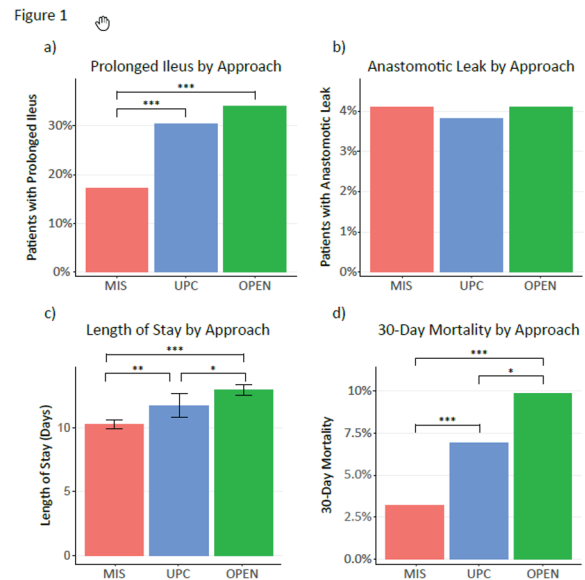 Figure 1
a)
Prolonged Ileus by Approach
Patients with Prolonged Ileus
30%
20%
10%
0%
***
***
MIS UPC OPEN
b)
Anastomotic Leak by Approach
Patients with Anastomotic Leak
4%
3%
2%
1%
0%
MIS UPC OPEN
c)
Length of Stay by Approach
Length of Stay (Days)
10
5
0
***
** *
MIS UPC OPEN
d)
30-Day Mortality by Approach
30-Day Mortality
10%
7.5%
5.0%
2.5%
0.0%
***
*
***
MIS UPC OPEN